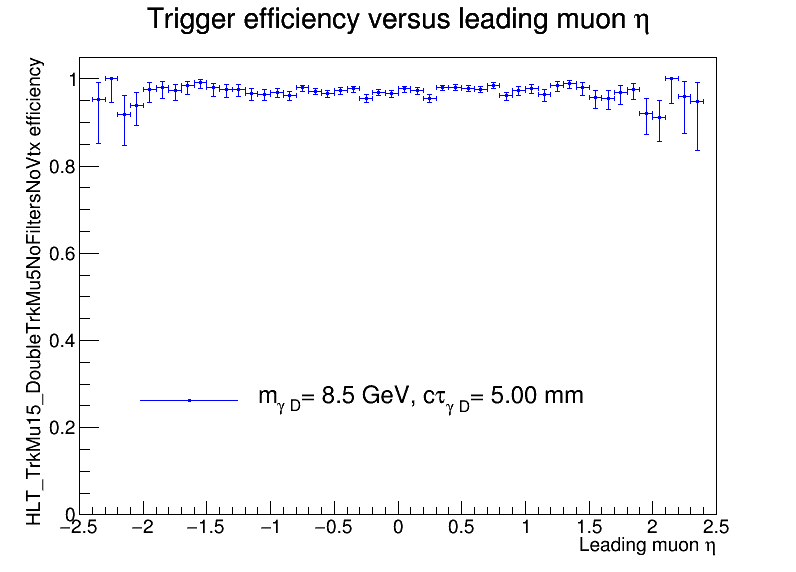 Trigger efficiency versus leading muon η
HLT_TrkMu15_DoubleTrkMu5NoFiltersNoVtx efficiency
1
0.8
0.6
0.4
0.2
0
mγ D= 8.5 GeV, cτγ D= 5.00 mm
−2.5 −2 −1.5 −1 −0.5 0 0.5 1 1.5 2 2.5
Leading muon η